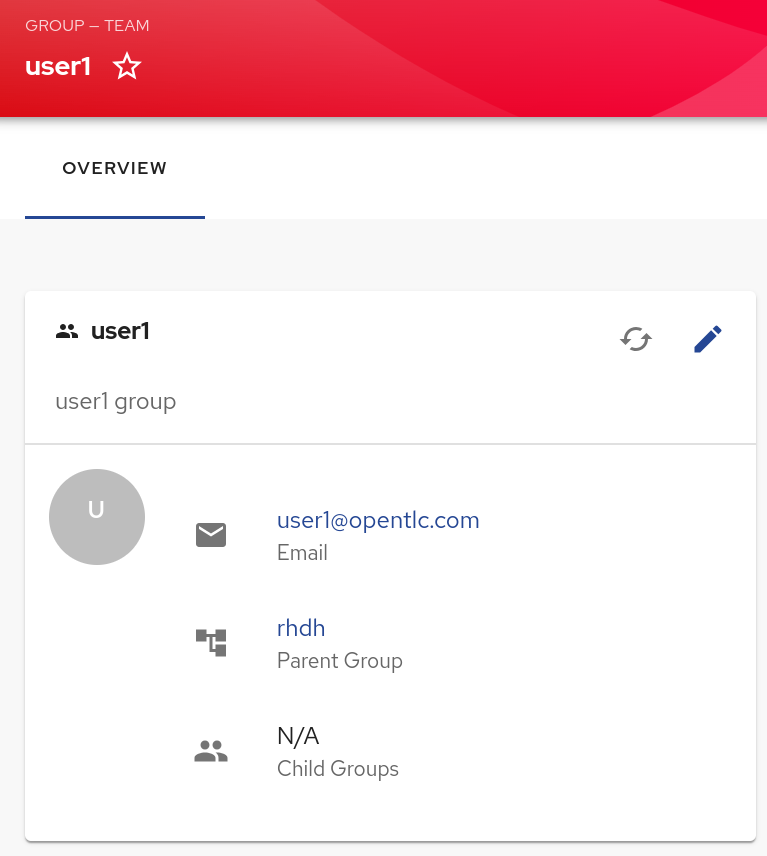 GROUP — TEAM
user1
OVERVIEW
user1
user1 group
U
user1@opentlc.com
Email
rhdh
Parent Group
N/A
Child Groups